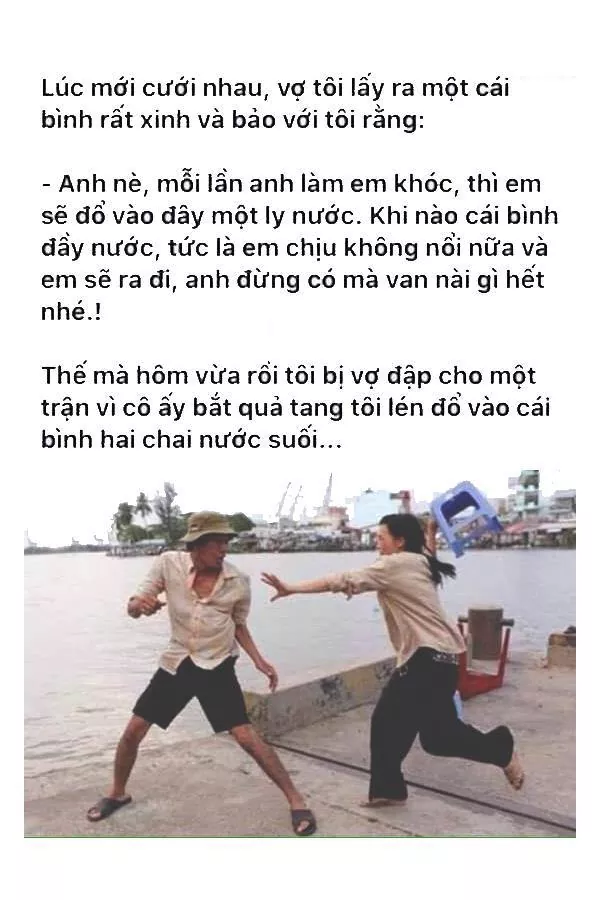 Lúc mới cưới nhau, vợ tôi lấy ra một cái
bình rất xinh và bảo với tôi rằng:
- Anh nè, mỗi lần anh làm em khóc, thì em
sẽ đổ vào đây một ly nước. Khi nào cái bình
đầy nước, tức là em chịu không nổi nữa và
em sẽ ra đi, anh đừng có mà van nài gì hết
nhé.!
Thế mà hôm vừa rồi tôi bị vợ đập cho một
trận vì cô ấy bắt quả tang tôi lén đổ vào cái
bình hai chai nước suối...